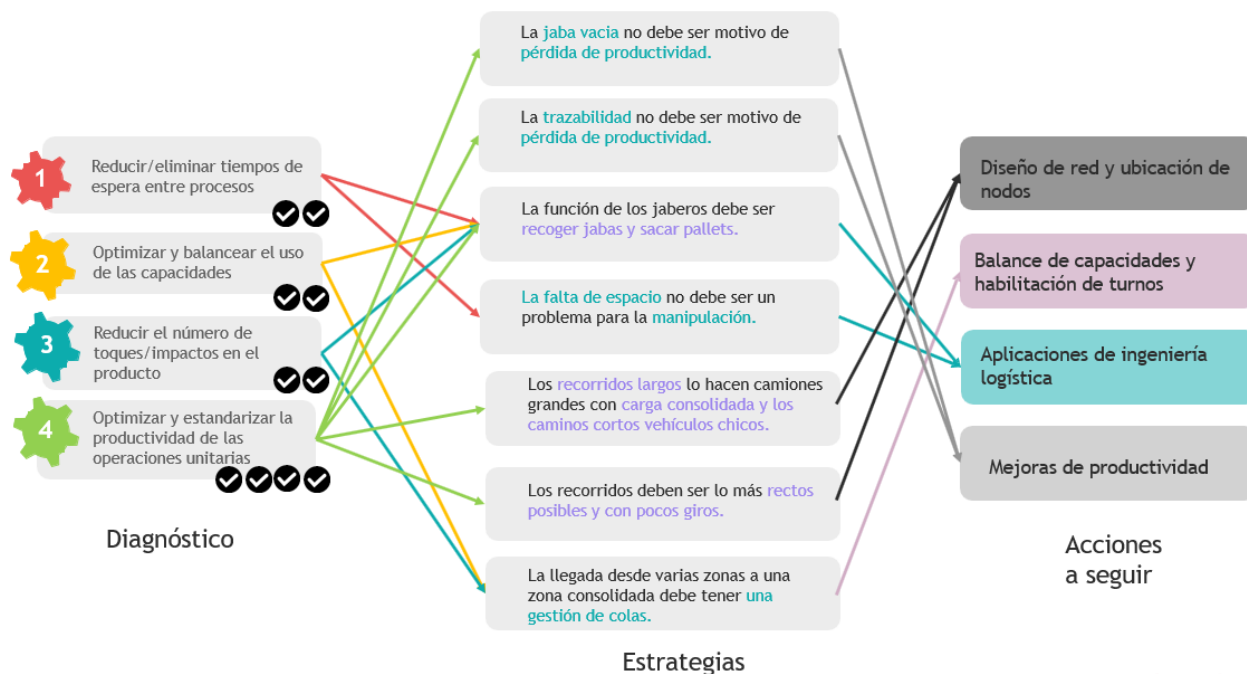 1
Reducir/eliminar tiempos de
espera entre procesos
2
Optimizar y balancear el uso
de las capacidades
3
Reducir el número de
toques/impactos en el
producto
4
Optimizar y estandarizar la
productividad de las
operaciones unitarias
Diagnóstico
La jaba vacia no debe ser motivo de
pérdida de productividad.
La trazabilidad no debe ser motivo de
pérdida de productividad.
La función de los jaberos debe ser
recoger jabas y sacar pallets.
La falta de espacio no debe ser un
problema para la manipulación.
Los recorridos largos lo hacen camiones
grandes con carga consolidada y los
caminos cortos vehículos chicos.
Los recorridos deben ser lo más rectos
posibles y con pocos giros.
La llegada desde varias zonas a una
zona consolidada debe tener una
gestión de colas.
Estrategias
Diseño de red y ubicación de
nodos
Balance de capacidades y
habilitación de turnos
Aplicaciones de ingeniería
logística
Mejoras de productividad
Acciones
a seguir